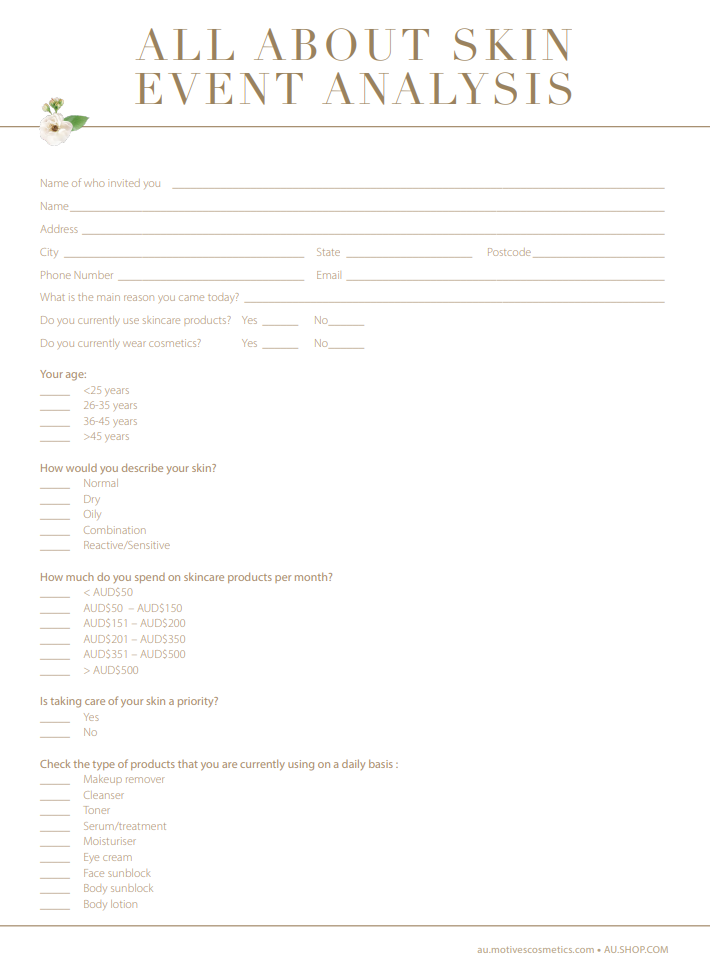 ALL ABOUT SKIN
EVENT ANALYSIS
Name of who invited you
Name
Address
City State Postcode
Phone Number Email
What is the main reason you came today?
Do you currently use skincare products? Yes No
Do you currently wear cosmetics? Yes No
Your age:
<25 years
26-35 years
36-45 years
>45 years
How would you describe your skin?
Normal
Dry
Oily
Combination
Reactive/Sensitive
How much do you spend on skincare products per month?
< AUD$50
AUD$50 – AUD$150
AUD$151 – AUD$200
AUD$201 – AUD$350
AUD$351 – AUD$500
> AUD$500
Is taking care of your skin a priority?
Yes
No
Check the type of products that you are currently using on a daily basis :
Makeup remover
Cleanser
Toner
Serum/treatment
Moisturiser
Eye cream
Face sunblock
Body sunblock
Body lotion
au.motivescosmetics.com • AU.SHOP.COM